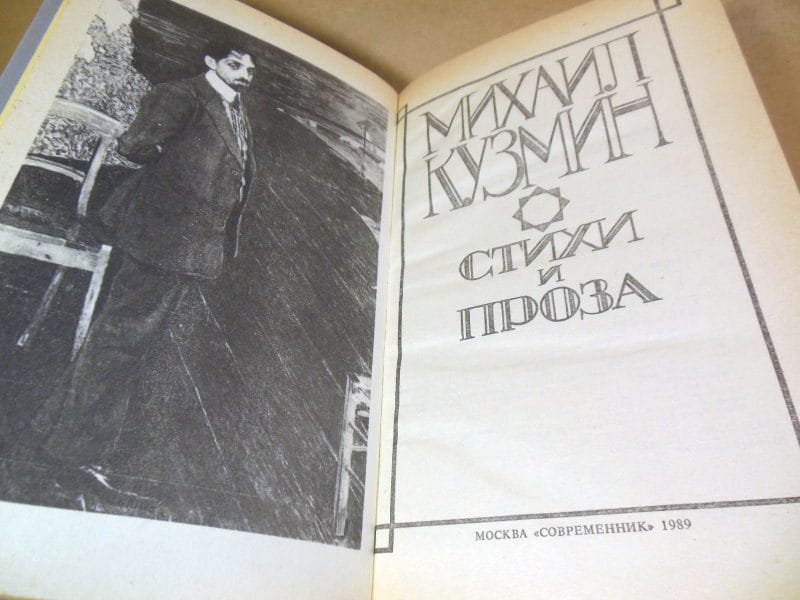 МИХАИЛ
КУЗМИН
СТИХИ
И
ПРОЗА
МОСКВА «СОВРЕМЕННИК» 1989